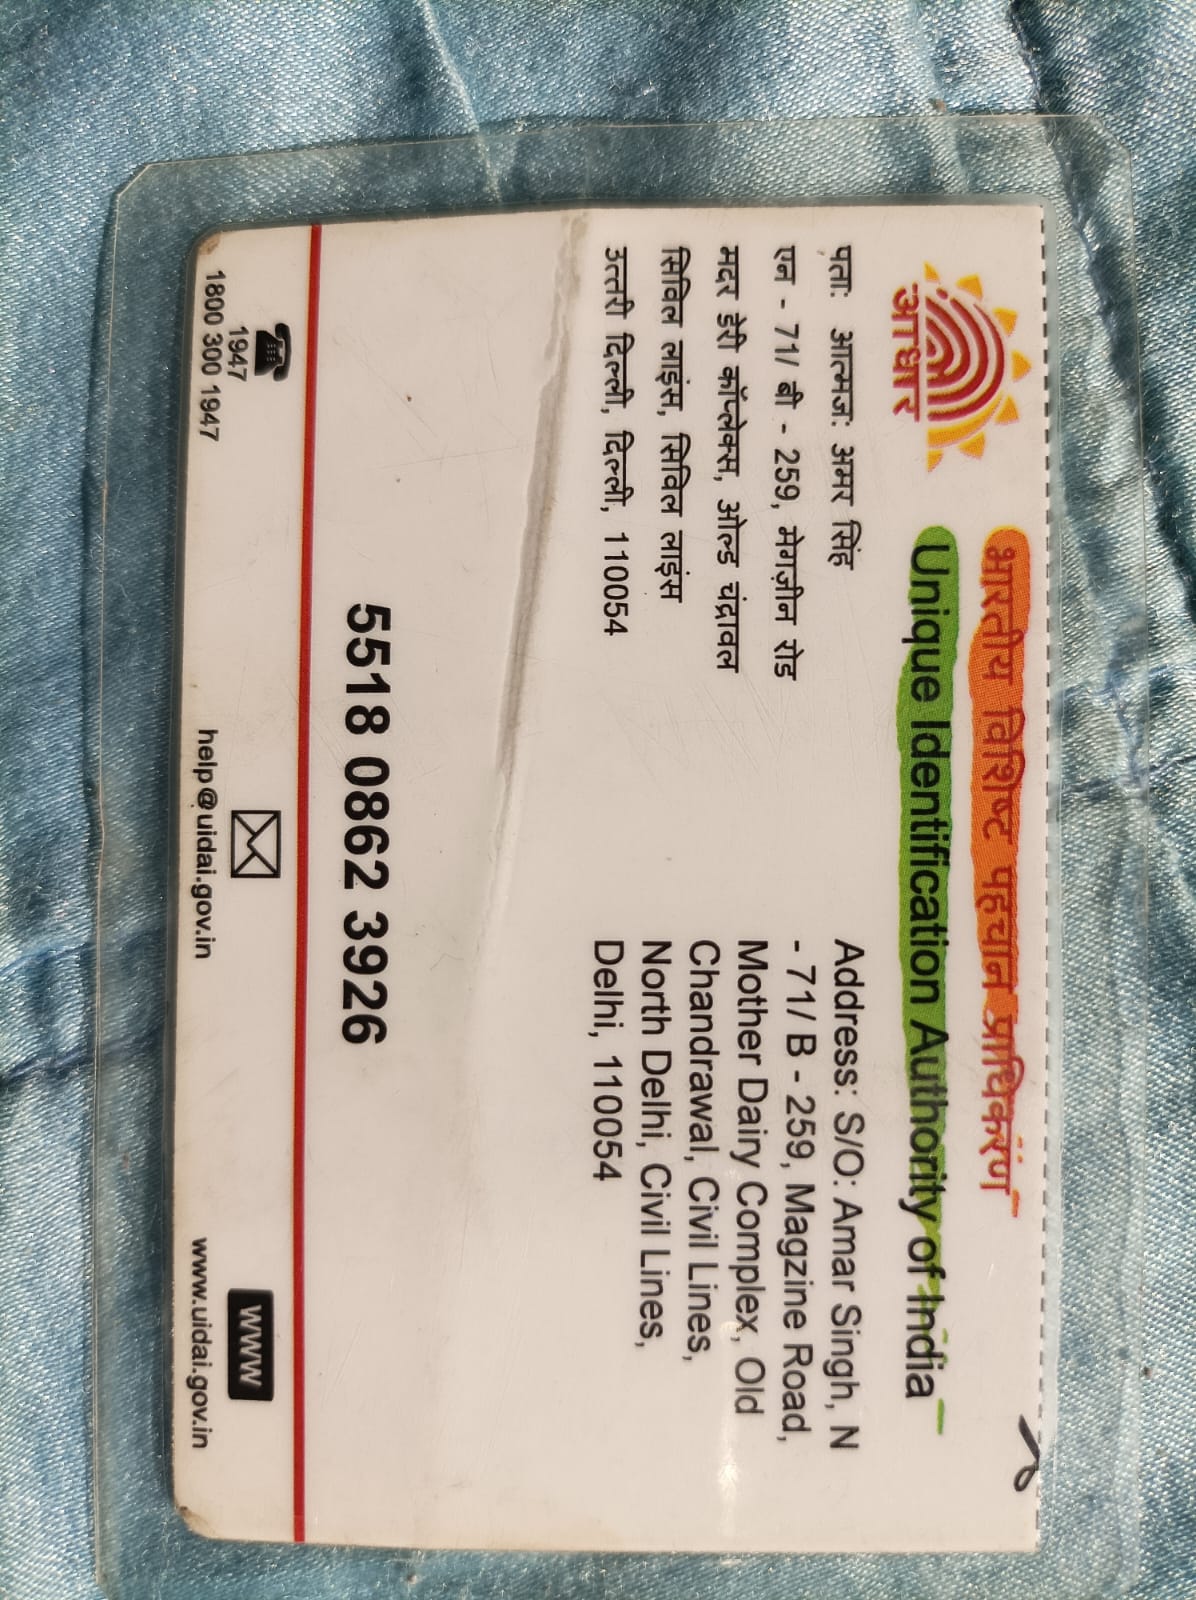 भारतीय विशिष्ट पहचान प्राधिकरण
Unique Identification Authority of India
आधार
पताः आत्मजः अमर सिंह
एन - 71/ बी - 259, मेगज़ीन रोड
मदर डेरी कॉम्प्लेक्स, ओल्ड चंद्रावल
सिविल लाइंस, सिविल लाइंस
उत्तरी दिल्ली, दिल्ली, 110054
Address: S/O: Amar Singh, N
- 71/ B - 259, Magzine Road,
Mother Dairy Complex, Old
Chandrawal, Civil Lines,
North Delhi, Civil Lines,
Delhi, 110054
5518 0862 3926
1947
1800 300 1947
help@uidai.gov.in
WWW
www.uidai.gov.in